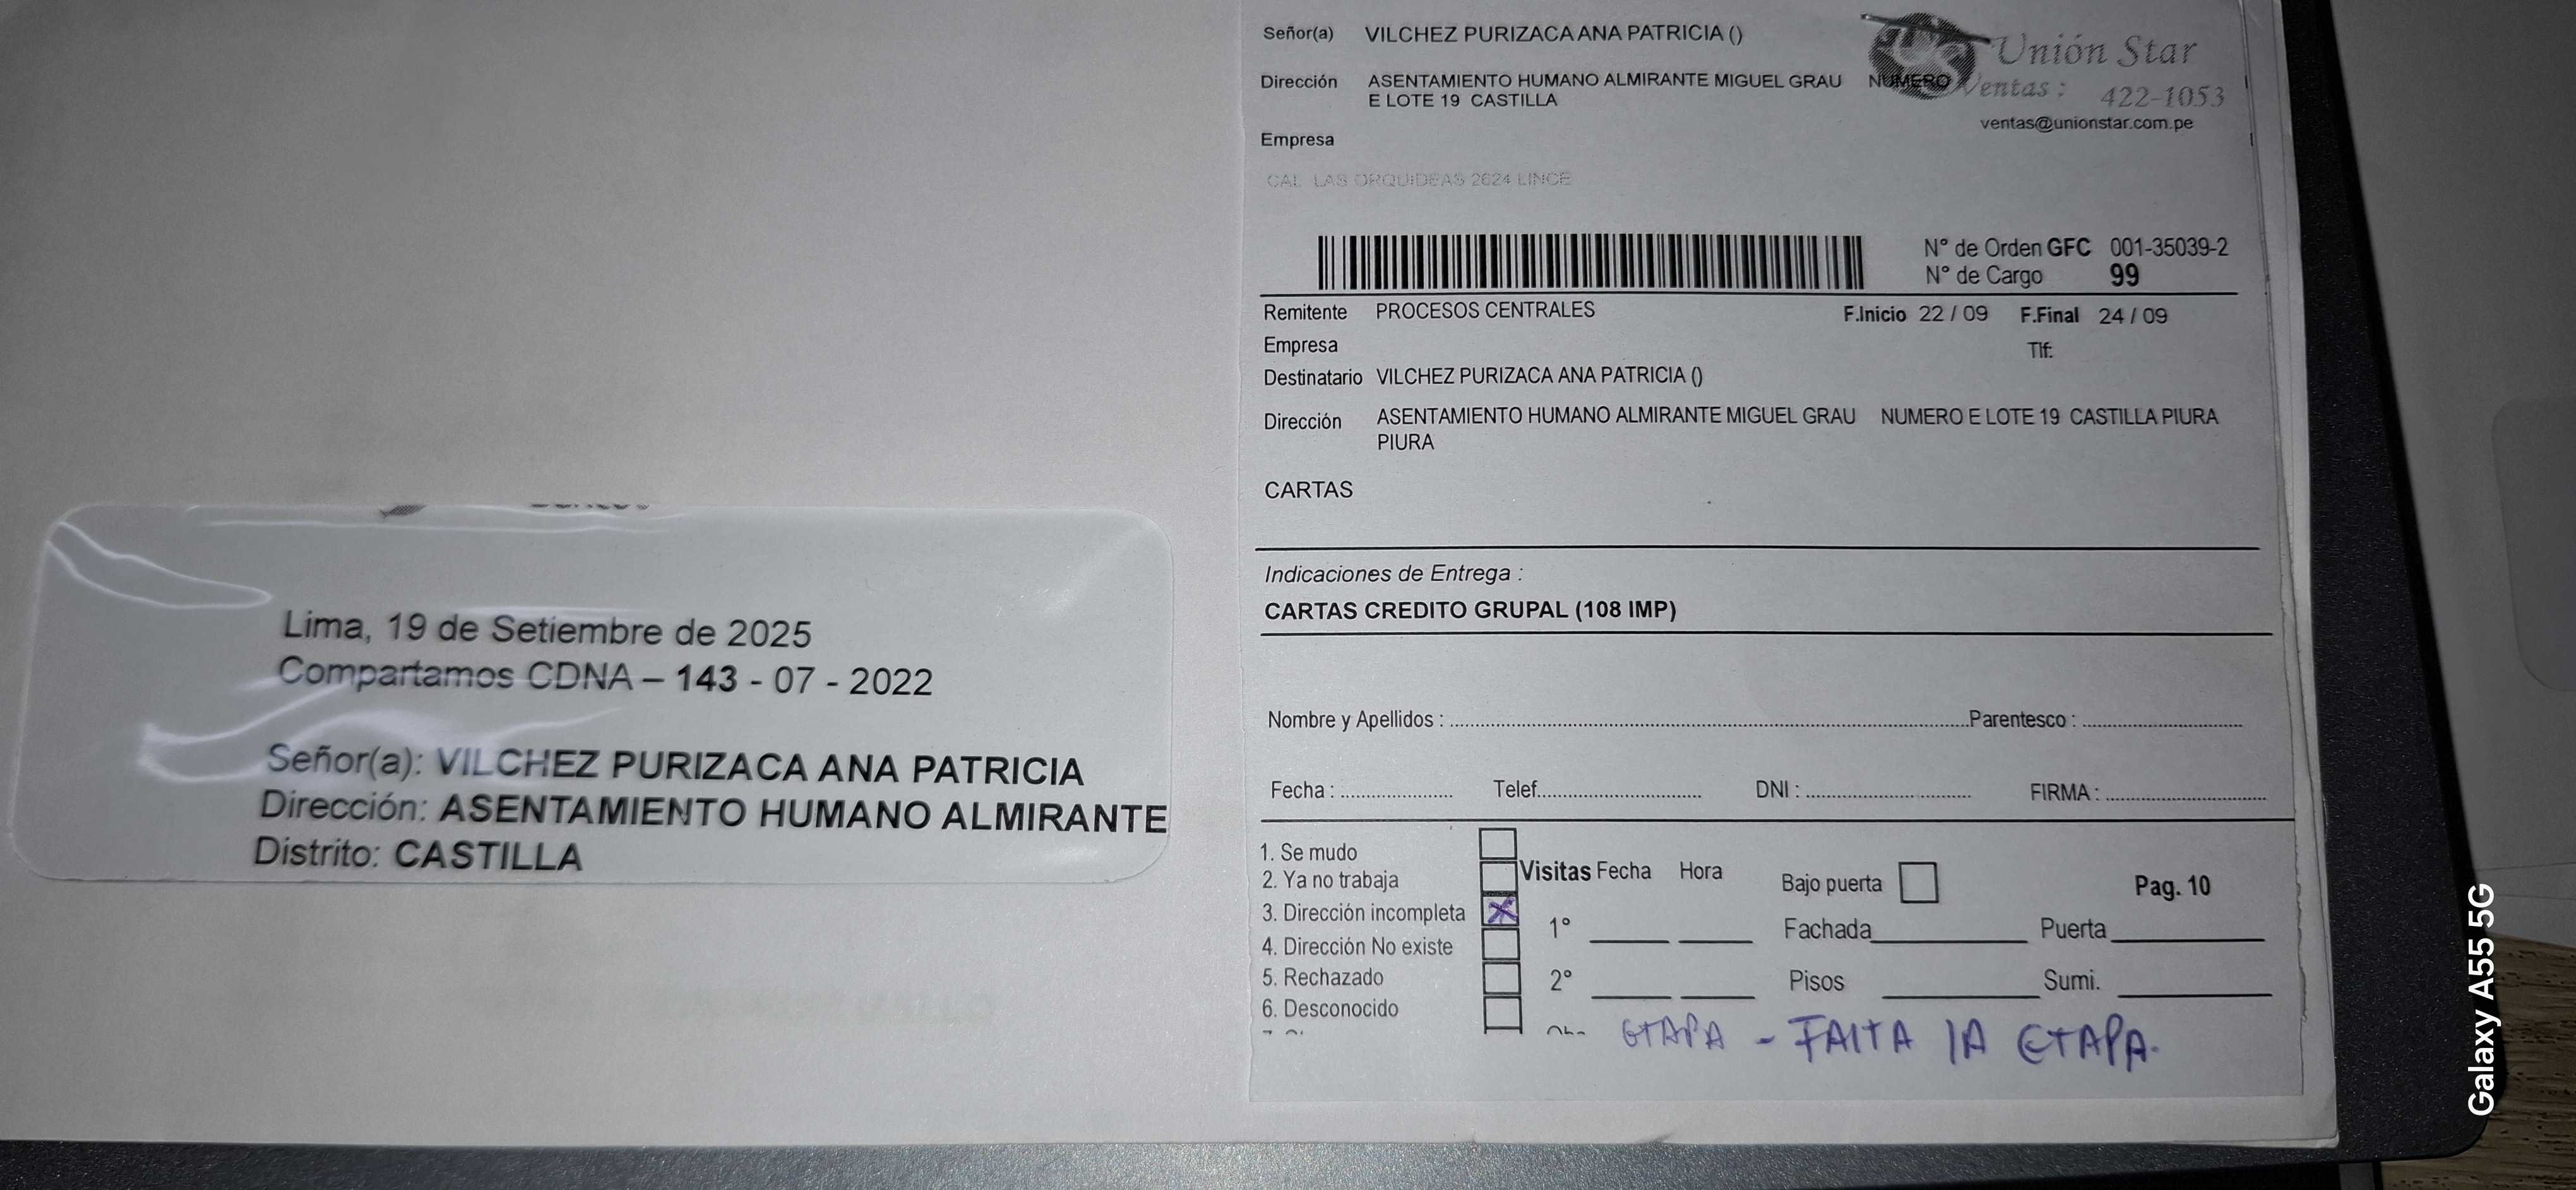 Lima, 19 de Setiembre de 2025
Compartamos CDNA – 143 - 07 - 2022
Señor(a): VILCHEZ PURIZACA ANA PATRICIA
Dirección: ASENTAMIENTO HUMANO ALMIRANTE
Distrito: CASTILLA
Señor(a) VILCHEZ PURIZACA ANA PATRICIA ()
Unión Star
Dirección ASENTAMIENTO HUMANO ALMIRANTE MIGUEL GRAU NUMERO
E LOTE 19 CASTILLA
Ventas : 422-1053
ventas@unionstar.com.pe
Empresa
CAL LAS ORQUIDEAS 2624 LINCE
N° de Orden GFC 001-35039-2
N° de Cargo 99
Remitente PROCESOS CENTRALES F.Inicio 22 / 09 F.Final 24 / 09
Empresa Tlf:
Destinatario VILCHEZ PURIZACA ANA PATRICIA ()
Dirección ASENTAMIENTO HUMANO ALMIRANTE MIGUEL GRAU NUMERO E LOTE 19 CASTILLA PIURA
PIURA
CARTAS
Indicaciones de Entrega :
CARTAS CREDITO GRUPAL (108 IMP)
Nombre y Apellidos : Parentesco :
Fecha : Telef. DNI : FIRMA :
1. Se mudo
2. Ya no trabaja
3. Dirección incompleta
4. Dirección No existe
5. Rechazado
6. Desconocido
Visitas Fecha Hora
1°
2°
Bajo puerta Pag. 10
Fachada Puerta
Pisos Sumi.
ETAPA - FALTA LA ETAPA.
Galaxy A55 5G